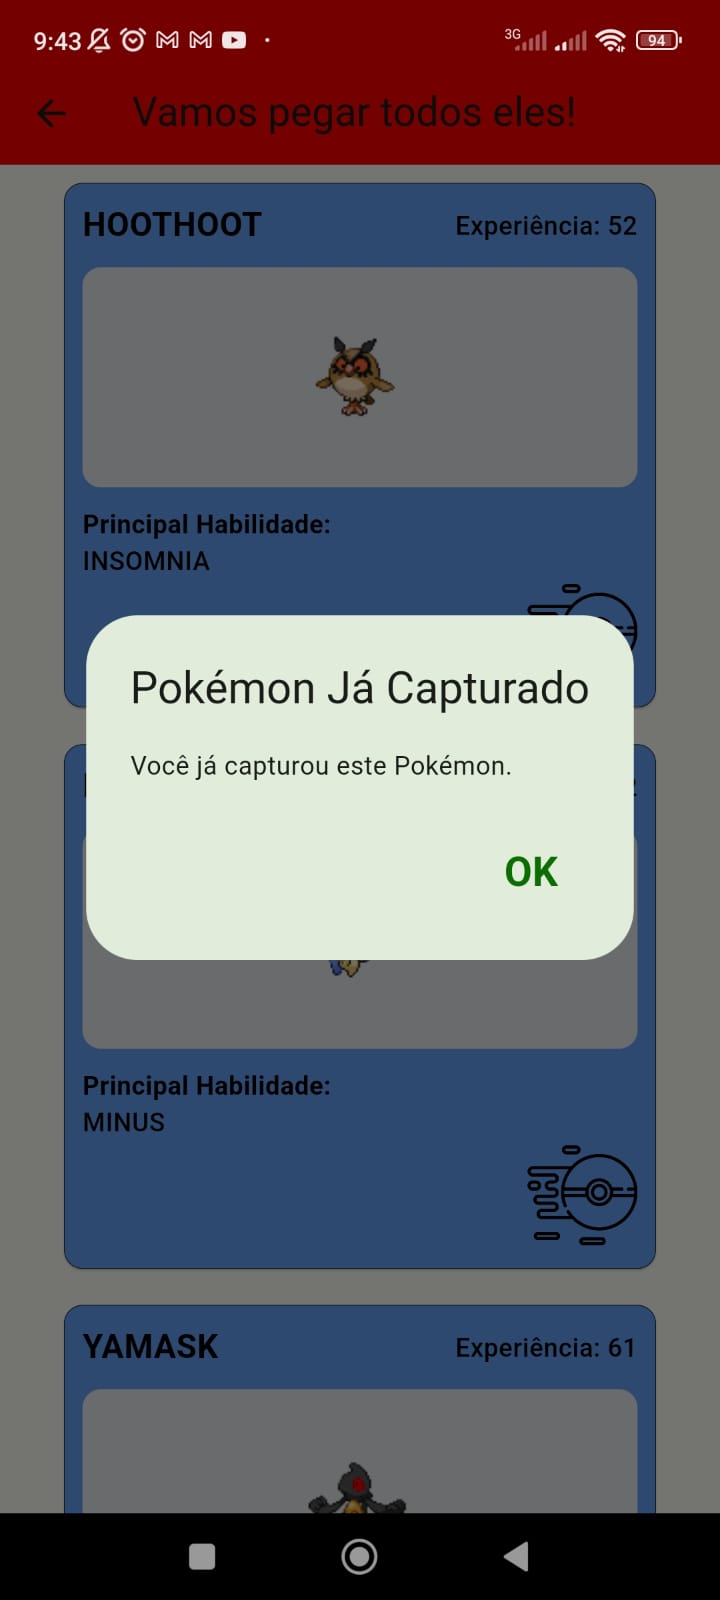 9:43
3G
94
Vamos pegar todos eles!
HOOTHOOT
Experiência: 52
Principal Habilidade:
INSOMNIA
Pokémon Já Capturado
Você já capturou este Pokémon.
OK
Principal Habilidade:
MINUS
YAMASK
Experiência: 61